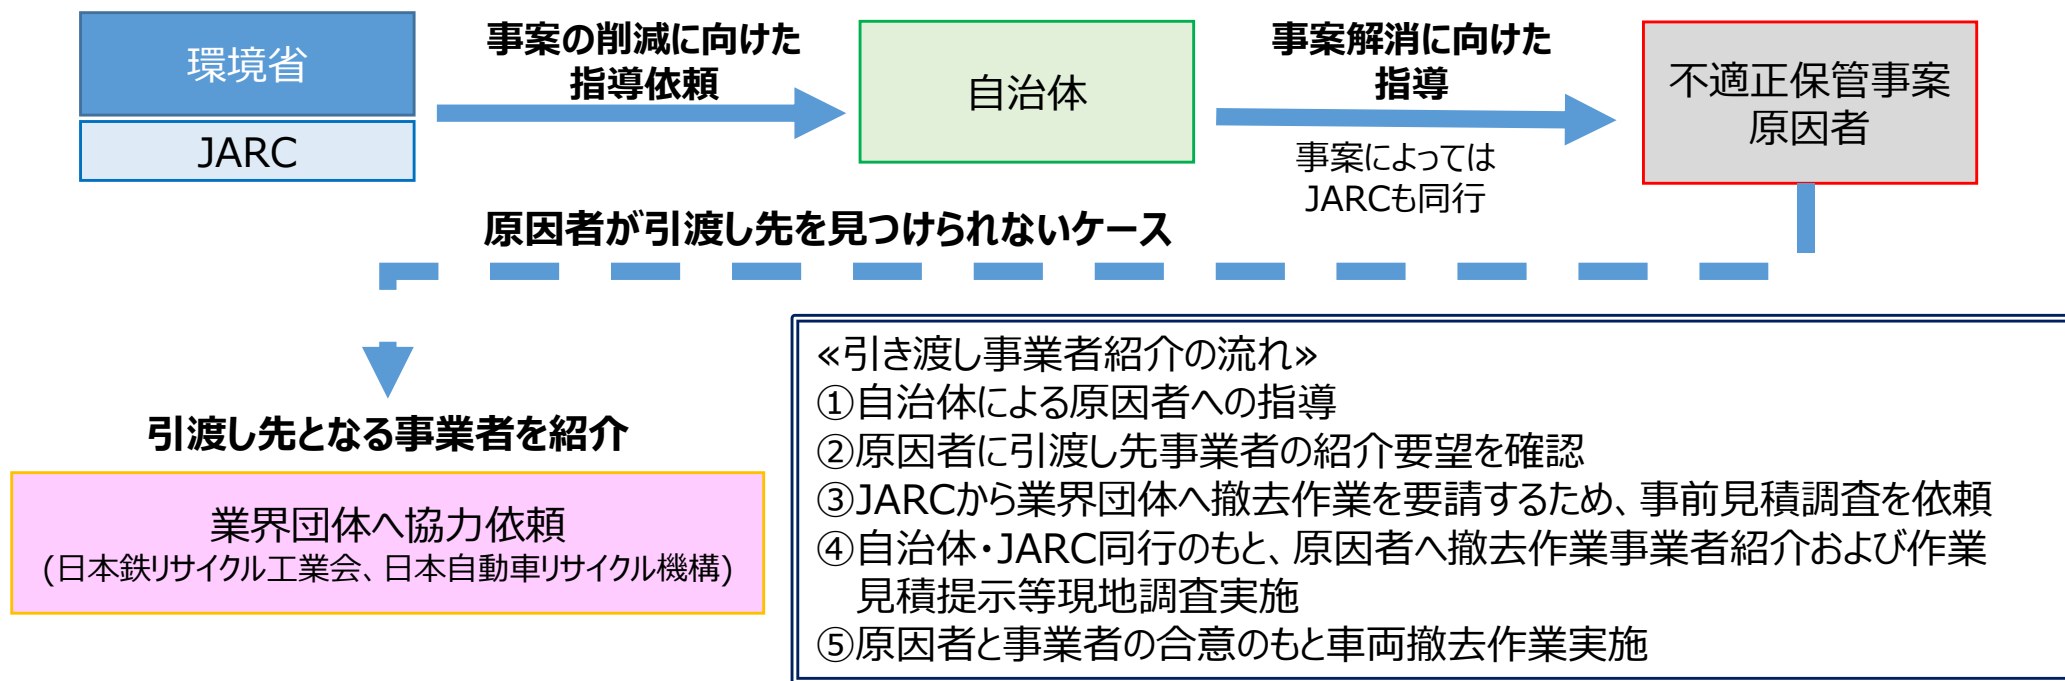 環境省
JARC
事案の削減に向けた
指導依頼
自治体
事案解消に向けた
指導
事案によっては
JARCも同行
不適正保管事案
原因者
原因者が引渡し先を見つけられないケース
引渡し先となる事業者を紹介
業界団体へ協力依頼
(日本鉄リサイクル工業会、日本自動車リサイクル機構)
«引き渡し事業者紹介の流れ»
①自治体による原因者への指導
②原因者に引渡し先事業者の紹介要望を確認
③JARCから業界団体へ撤去作業を要請するため、事前見積調査を依頼
④自治体・JARC同行のもと、原因者へ撤去作業事業者紹介および作業
見積提示等現地調査実施
⑤原因者と事業者の合意のもと車両撤去作業実施